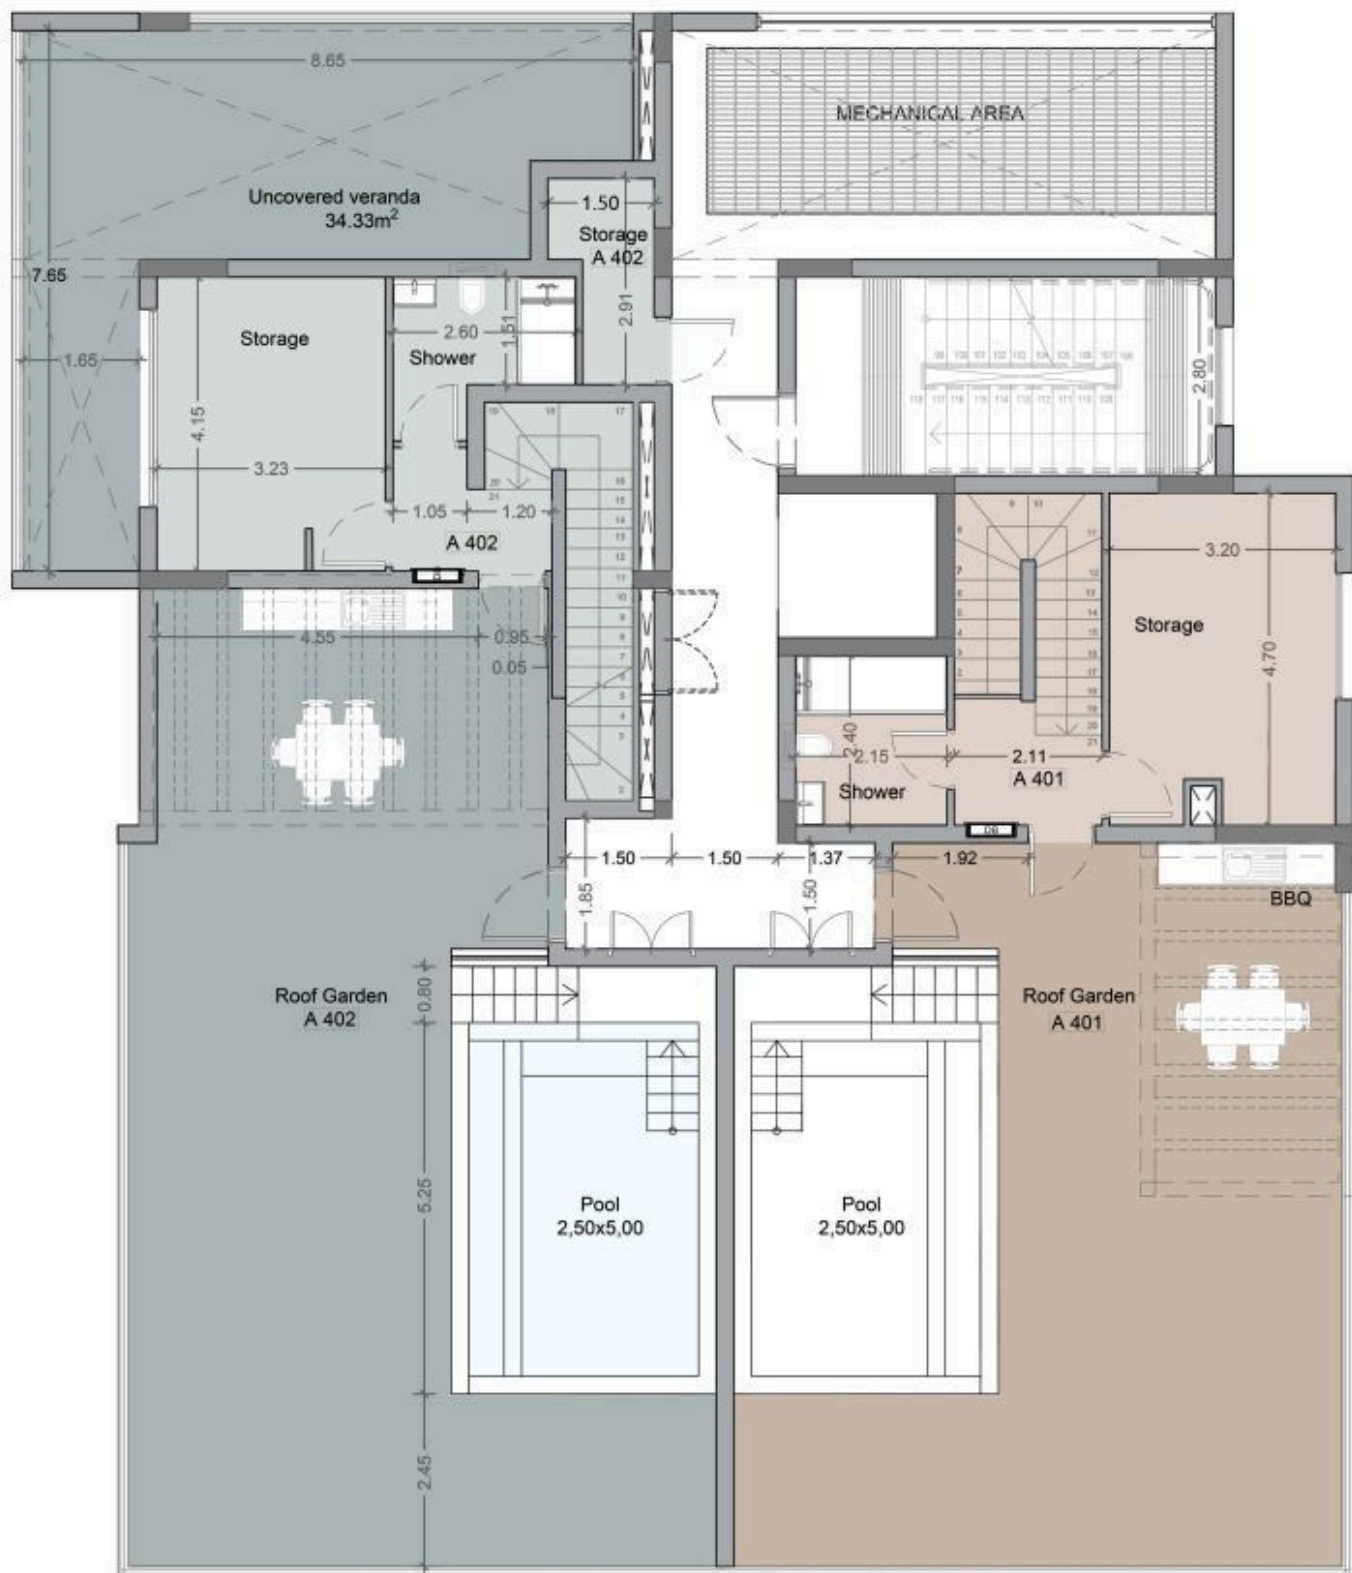 8.65
MECHANICAL AREA
Uncovered veranda
34.33m²
1.50
Storage
A 402
7.65
2.91
1.51
2.60
Storage
Shower
1.65
4.15
2.80
3.23
1.05
1.20
A 402
3.20
Storage
4.70
4.55
0.95
0.05
2.40
2.15
2.11
A 401
Shower
DB
1.50
1.50
1.37
1.92
1.85
1.50
BBQ
0.80
Roof Garden
A 402
Roof Garden
A 401
5.25
Pool
2,50x5,00
Pool
2,50x5,00
2.45